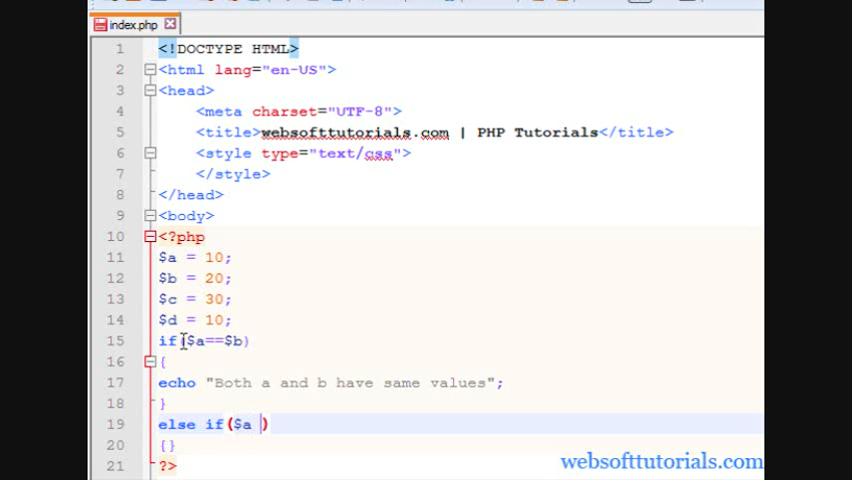 index.php
1 <!DOCTYPE HTML>
2 <html lang="en-US">
3 <head>
4 <meta charset="UTF-8">
5 <title>websofttutorials.com | PHP Tutorials</title>
6 <style type="text/css">
7 </style>
8 </head>
9 <body>
10 <?php
11 $a = 10;
12 $b = 20;
13 $c = 30;
14 $d = 10;
15 if($a==$b)
16 {
17 echo "Both a and b have same values";
18 }
19 else if($a )
20 {}
21 ?>
websofttutorials.com